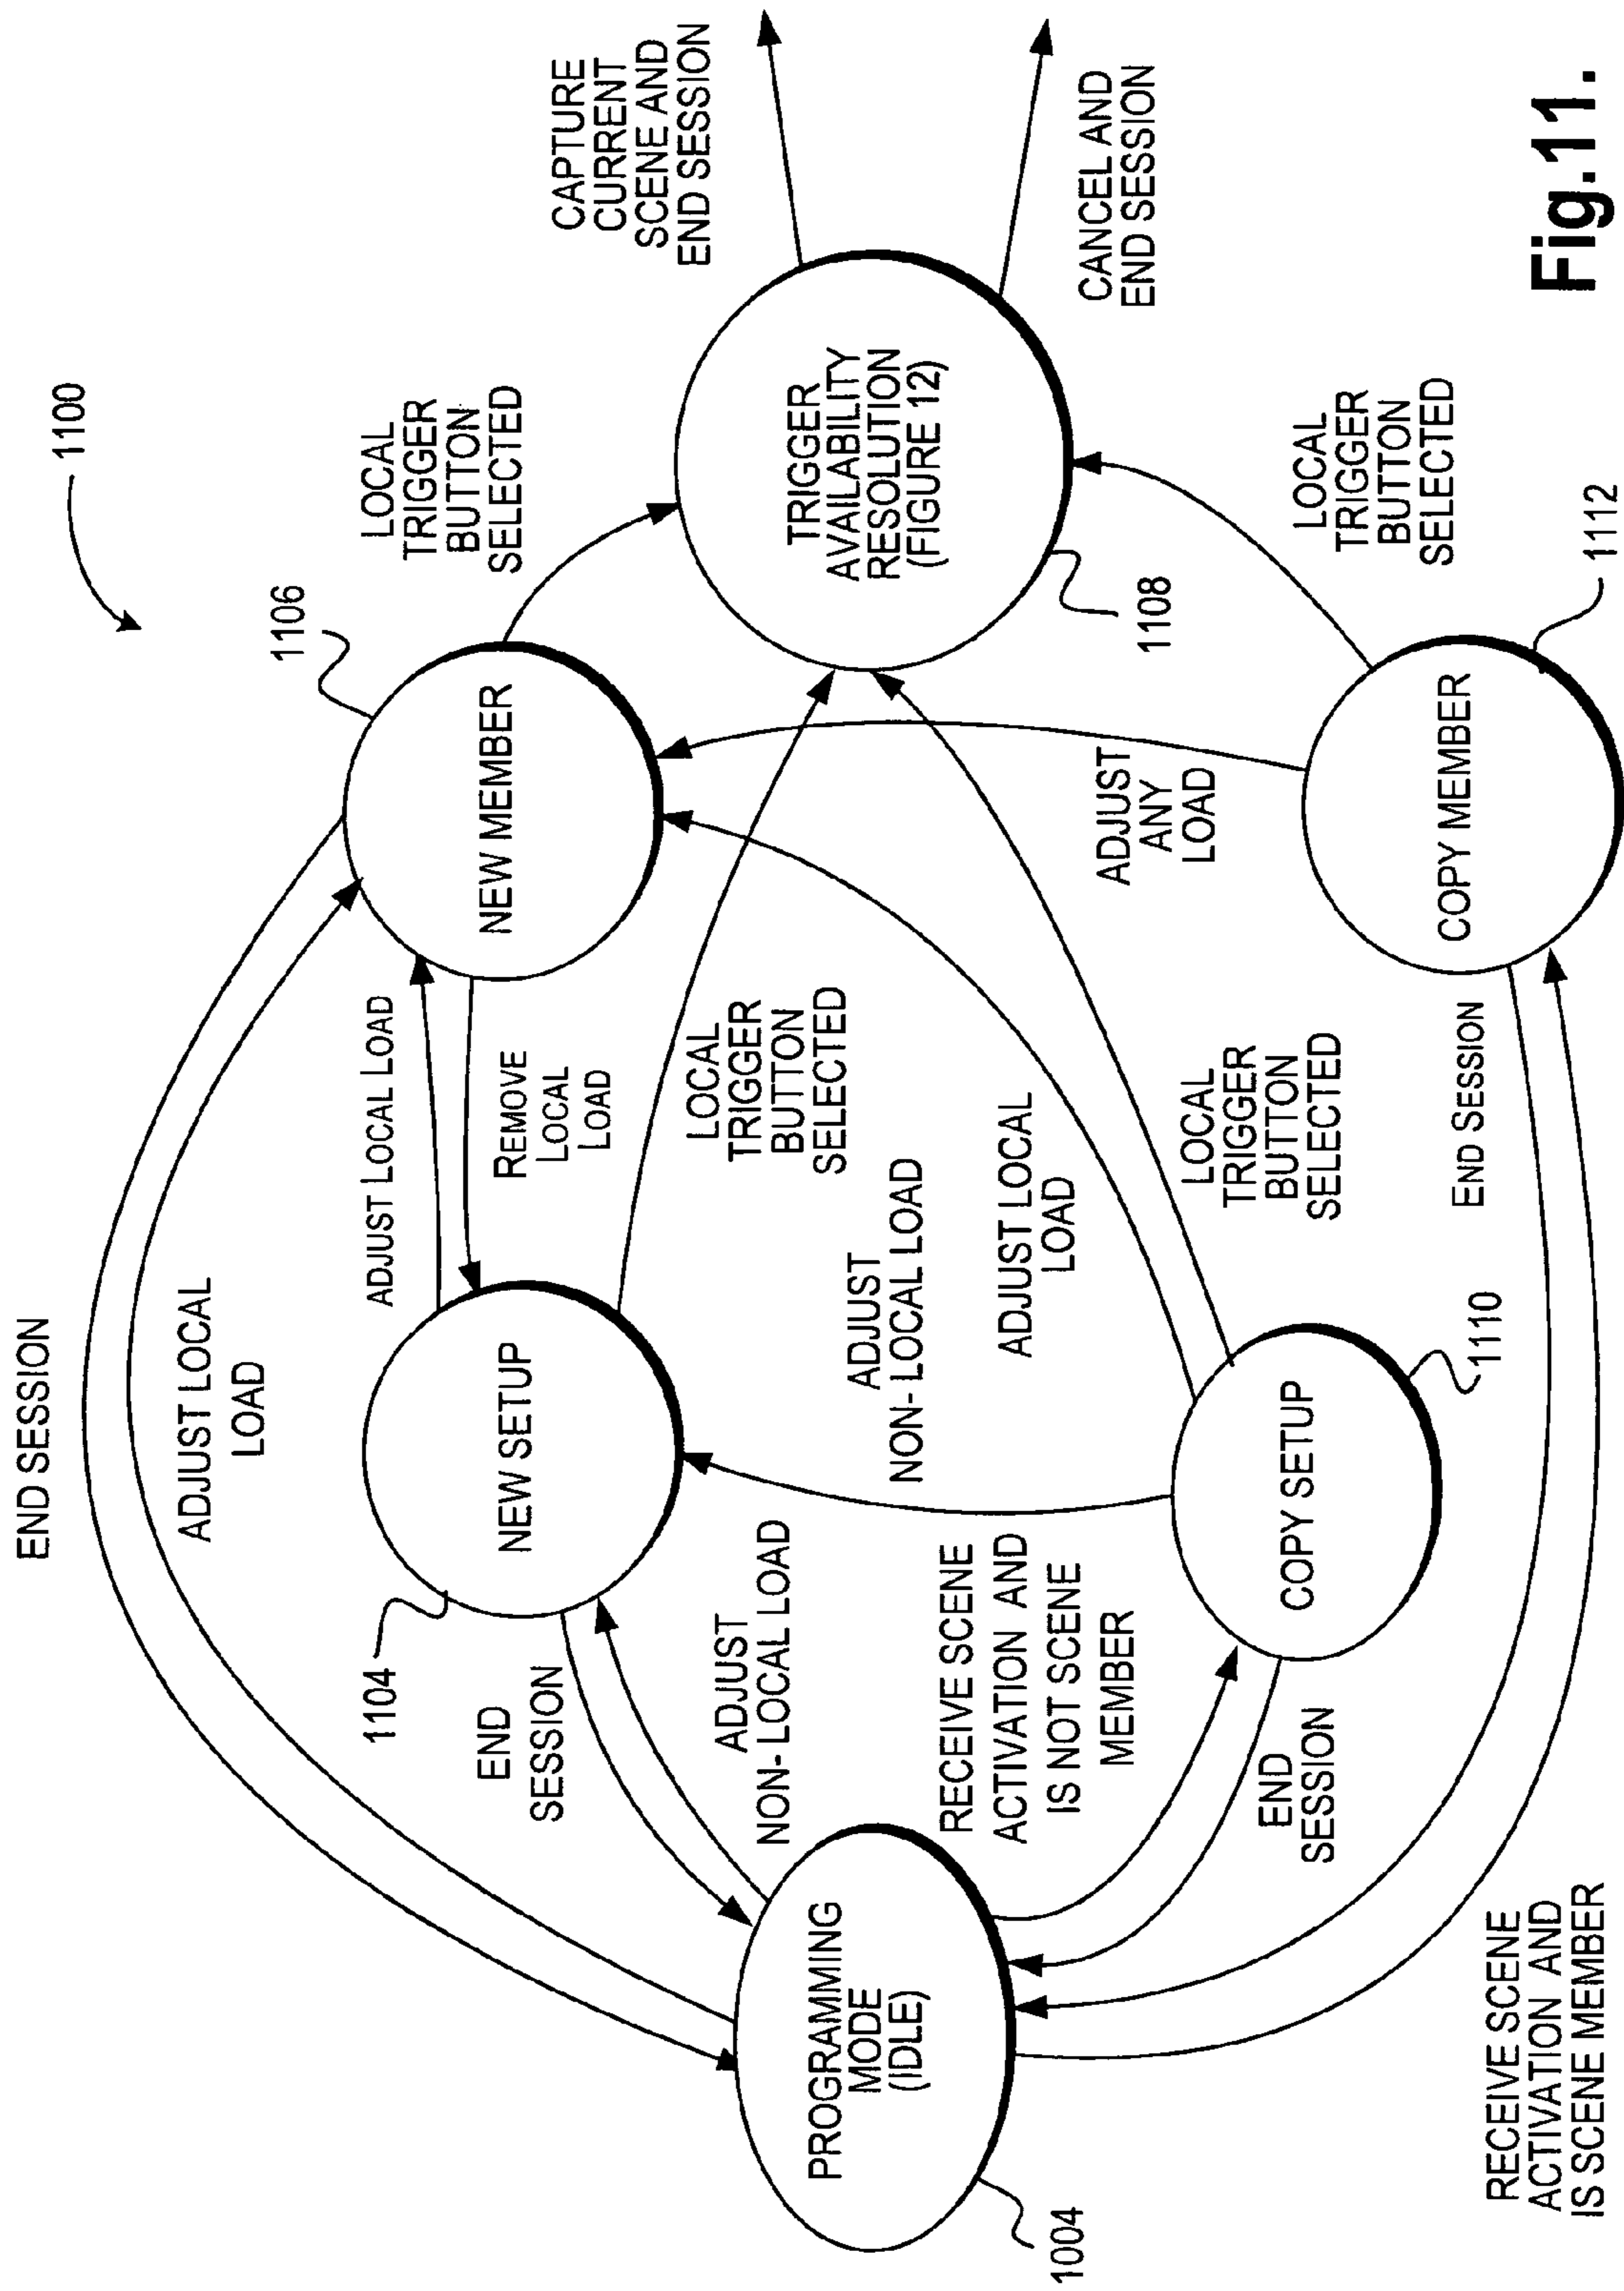 1100
END SESSION
ADJUST LOCAL
LOAD
1106
LOCAL
TRIGGER
BUTTON
SELECTED
CAPTURE
CURRENT
SCENE AND
END SESSION
1104
NEW SETUP
ADJUST LOCAL LOAD
REMOVE
LOCAL
LOAD
NEW MEMBER
END
SESSION
ADJUST
NON-LOCAL LOAD
LOCAL
TRIGGER
BUTTON
SELECTED
TRIGGER
AVAILABILITY
RESOLUTION
(FIGURE 12)
1108
PROGRAMMING
MODE
(IDLE)
1004
RECEIVE SCENE
ACTIVATION AND
IS NOT SCENE
MEMBER
ADJUST
NON-LOCAL LOAD
ADJUST LOCAL
LOAD
ADJUST
ANY
LOAD
CANCEL AND
END SESSION
END
SESSION
COPY SETUP
1110
LOCAL
TRIGGER
BUTTON
SELECTED
END SESSION
COPY MEMBER
1112
LOCAL
TRIGGER
BUTTON
SELECTED
RECEIVE SCENE
ACTIVATION AND
IS SCENE MEMBER
Fig.11.